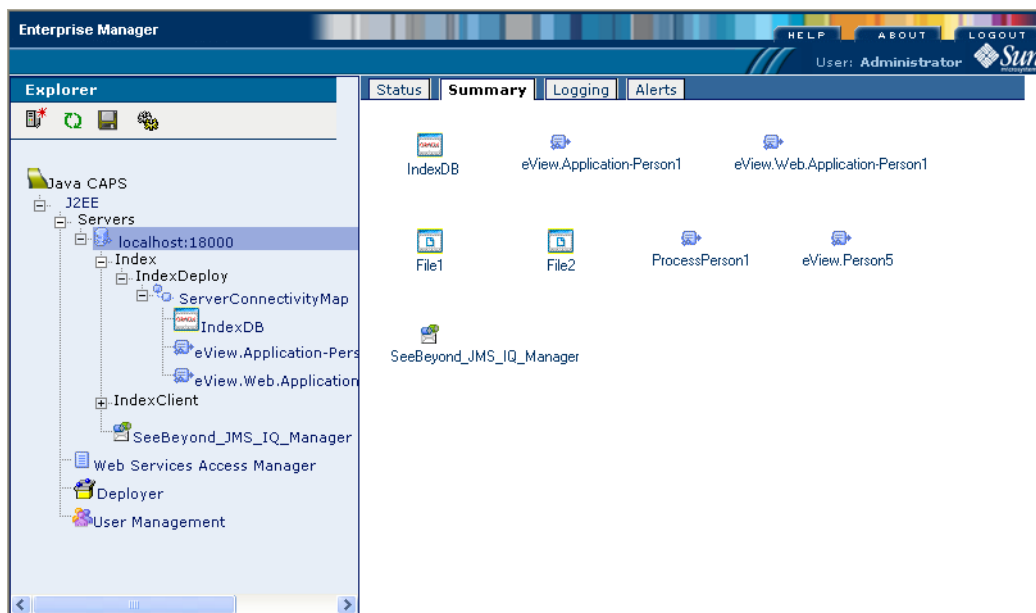 Enterprise Manager
HELP ABOUT LOGOUT
User: Administrator Sun
microsystems
Explorer
Status Summary Logging Alerts
Java CAPS
J2EE
Servers
localhost:18000
Index
IndexDeploy
ServerConnectivityMap
IndexDB
eView.Application-Pers
eView.Web.Application
IndexClient
SeeBeyond_JMS_IQ_Manager
Web Services Access Manager
Deployer
User Management
IndexDB eView.Application-Person1 eView.Web.Application-Person1
File1 File2 ProcessPerson1 eView.Person5
SeeBeyond_JMS_IQ_Manager